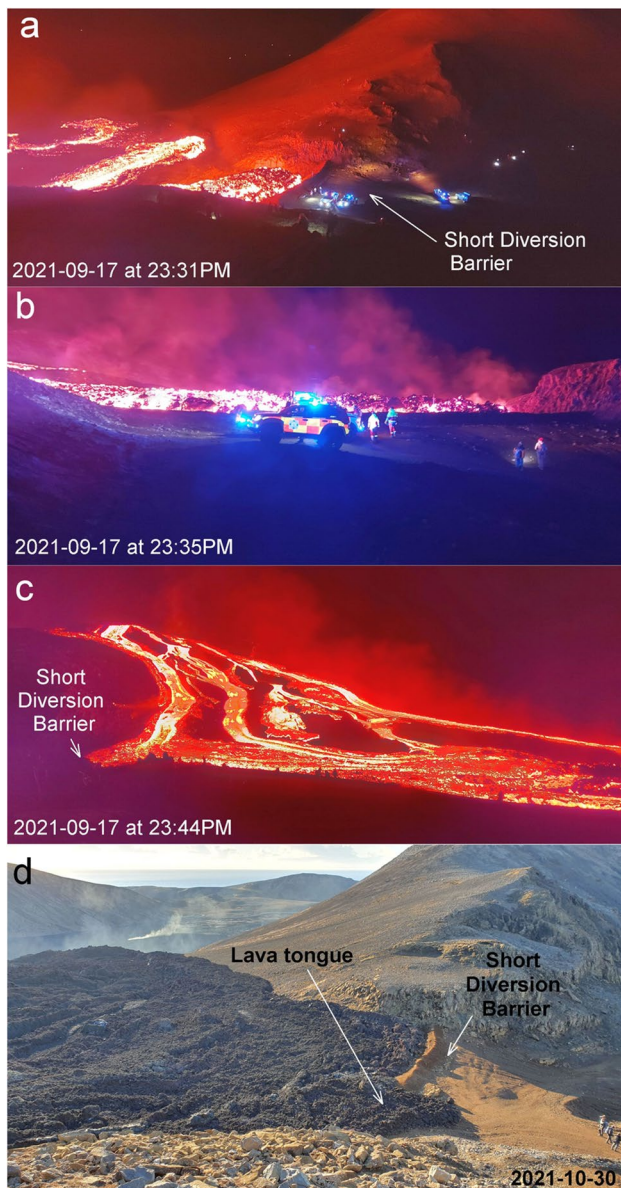 a
Short Diversion
Barrier
2021-09-17 at 23:31PM
b
2021-09-17 at 23:35PM
c
Short
Diversion
Barrier
2021-09-17 at 23:44PM
d
Lava tongue
Short
Diversion
Barrier
2021-10-30